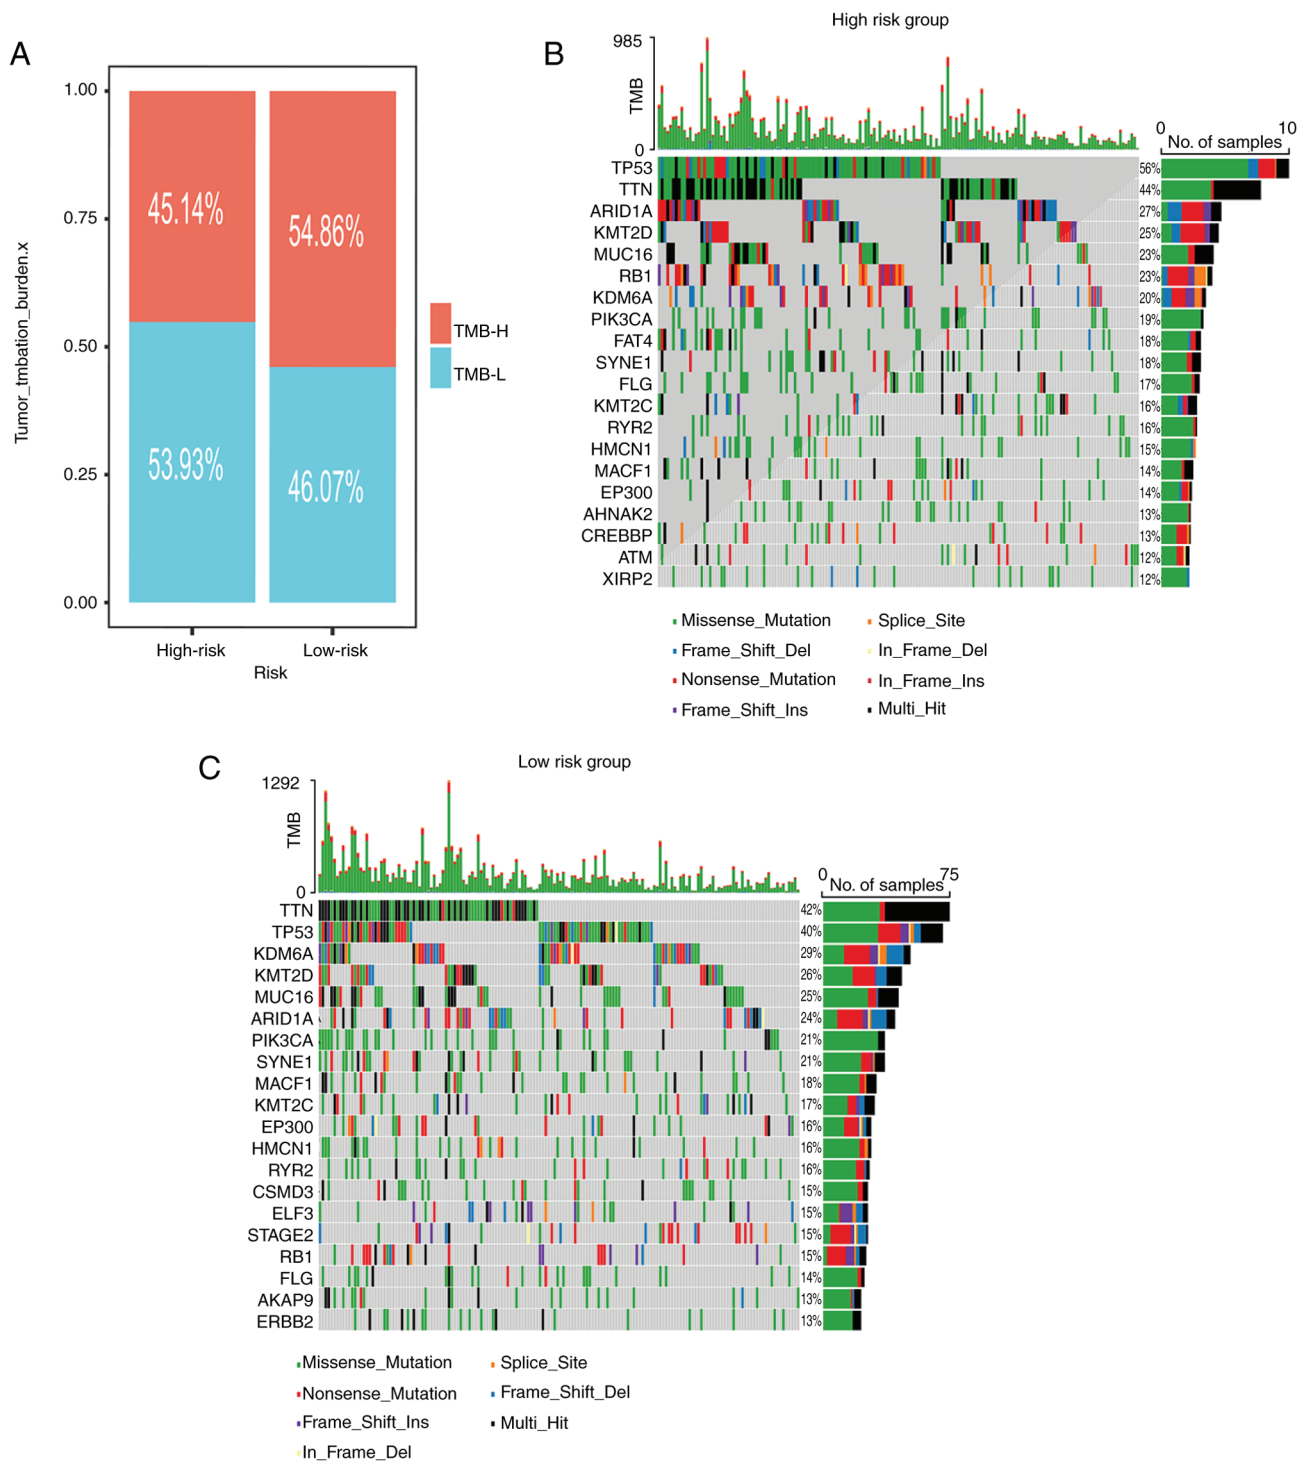 A
1.00
0.75
0.50
0.25
0.00
Tumor_tmbation_burden.x
45.14%
54.86%
53.93%
46.07%
High-risk
Low-risk
Risk
TMB-H
TMB-L
B
High risk group
985
TMB
0
0 10
No. of samples
TP53 56%
TTN 44%
ARID1A 27%
KMT2D 25%
MUC16 23%
RB1 23%
KDM6A 20%
PIK3CA 19%
FAT4 18%
SYNE1 18%
FLG 17%
KMT2C 16%
RYR2 16%
HMCN1 15%
MACF1 14%
EP300 14%
AHNAK2 13%
CREBBP 13%
ATM 12%
XIRP2 12%
Missense_Mutation
Frame_Shift_Del
Nonsense_Mutation
Frame_Shift_Ins
Splice_Site
In_Frame_Del
In_Frame_Ins
Multi_Hit
C
Low risk group
1292
TMB
0
0 75
No. of samples
TTN 42%
TP53 40%
KDM6A 29%
KMT2D 26%
MUC16 25%
ARID1A 24%
PIK3CA 21%
SYNE1 21%
MACF1 18%
KMT2C 17%
EP300 16%
HMCN1 16%
RYR2 16%
CSMD3 15%
ELF3 15%
STAGE2 15%
RB1 15%
FLG 14%
AKAP9 13%
ERBB2 13%
Missense_Mutation
Nonsense_Mutation
Frame_Shift_Ins
In_Frame_Del
Splice_Site
Frame_Shift_Del
Multi_Hit